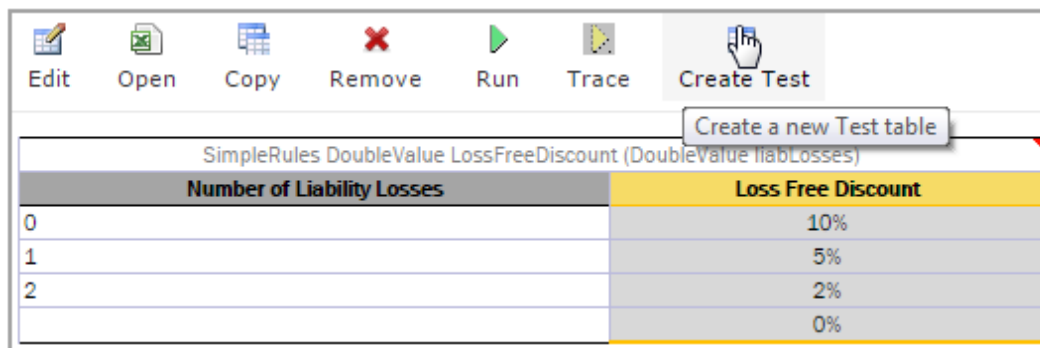 Edit Open Copy Remove Run Trace Create Test
Create a new Test table
SimpleRules DoubleValue LossFreeDiscount (DoubleValue liabLosses)
Number of Liability Losses Loss Free Discount
0 10%
1 5%
2 2%
0%